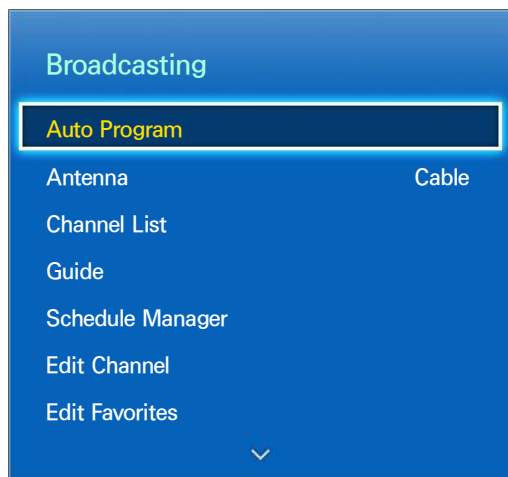 Broadcasting
Auto Program
Antenna Cable
Channel List
Guide
Schedule Manager
Edit Channel
Edit Favorites